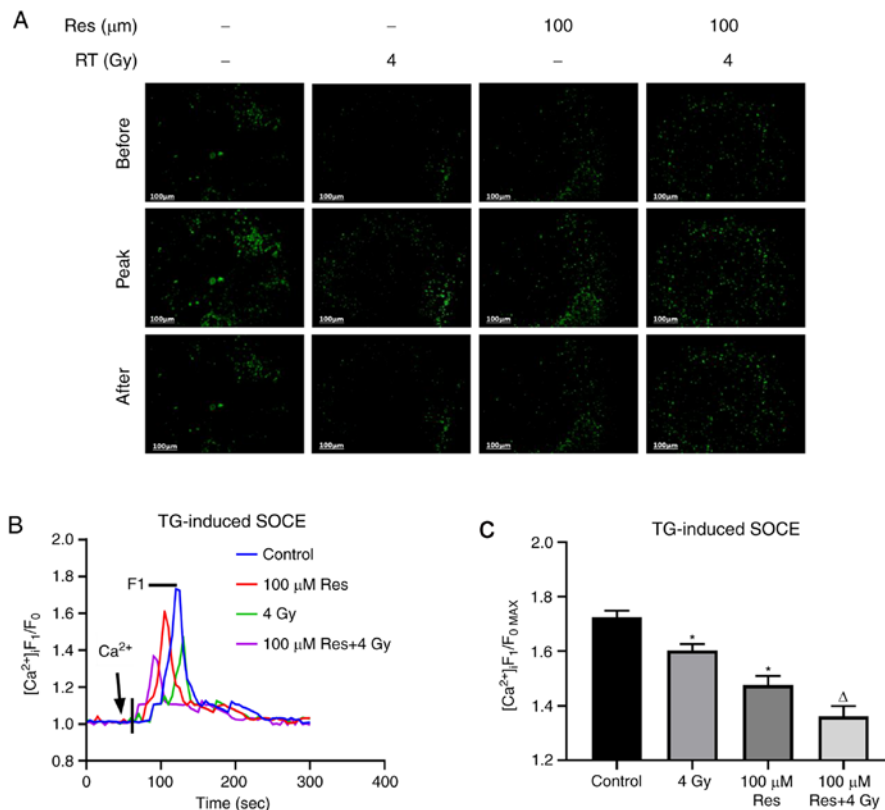 A
Res (μm) – – 100 100
RT (Gy) – 4 – 4
Before
100μm 100μm 100μm 100μm
Peak
100μm 100μm 100μm 100μm
After
100μm 100μm 100μm 100μm
B
TG-induced SOCE
[Ca²⁺]ᵢF₁/F₀
2.0
1.8
1.6
1.4
1.2
1.0
0.8
F1
Ca²⁺
Control
100 μM Res
4 Gy
100 μM Res+4 Gy
0 100 200 300 400
Time (sec)
C
TG-induced SOCE
[Ca²⁺]ᵢF₁/F₀ MAX
2.0
1.8
1.6
1.4
1.2
* * Δ
Control 4 Gy 100 μM 100 μM
Res Res+4 Gy